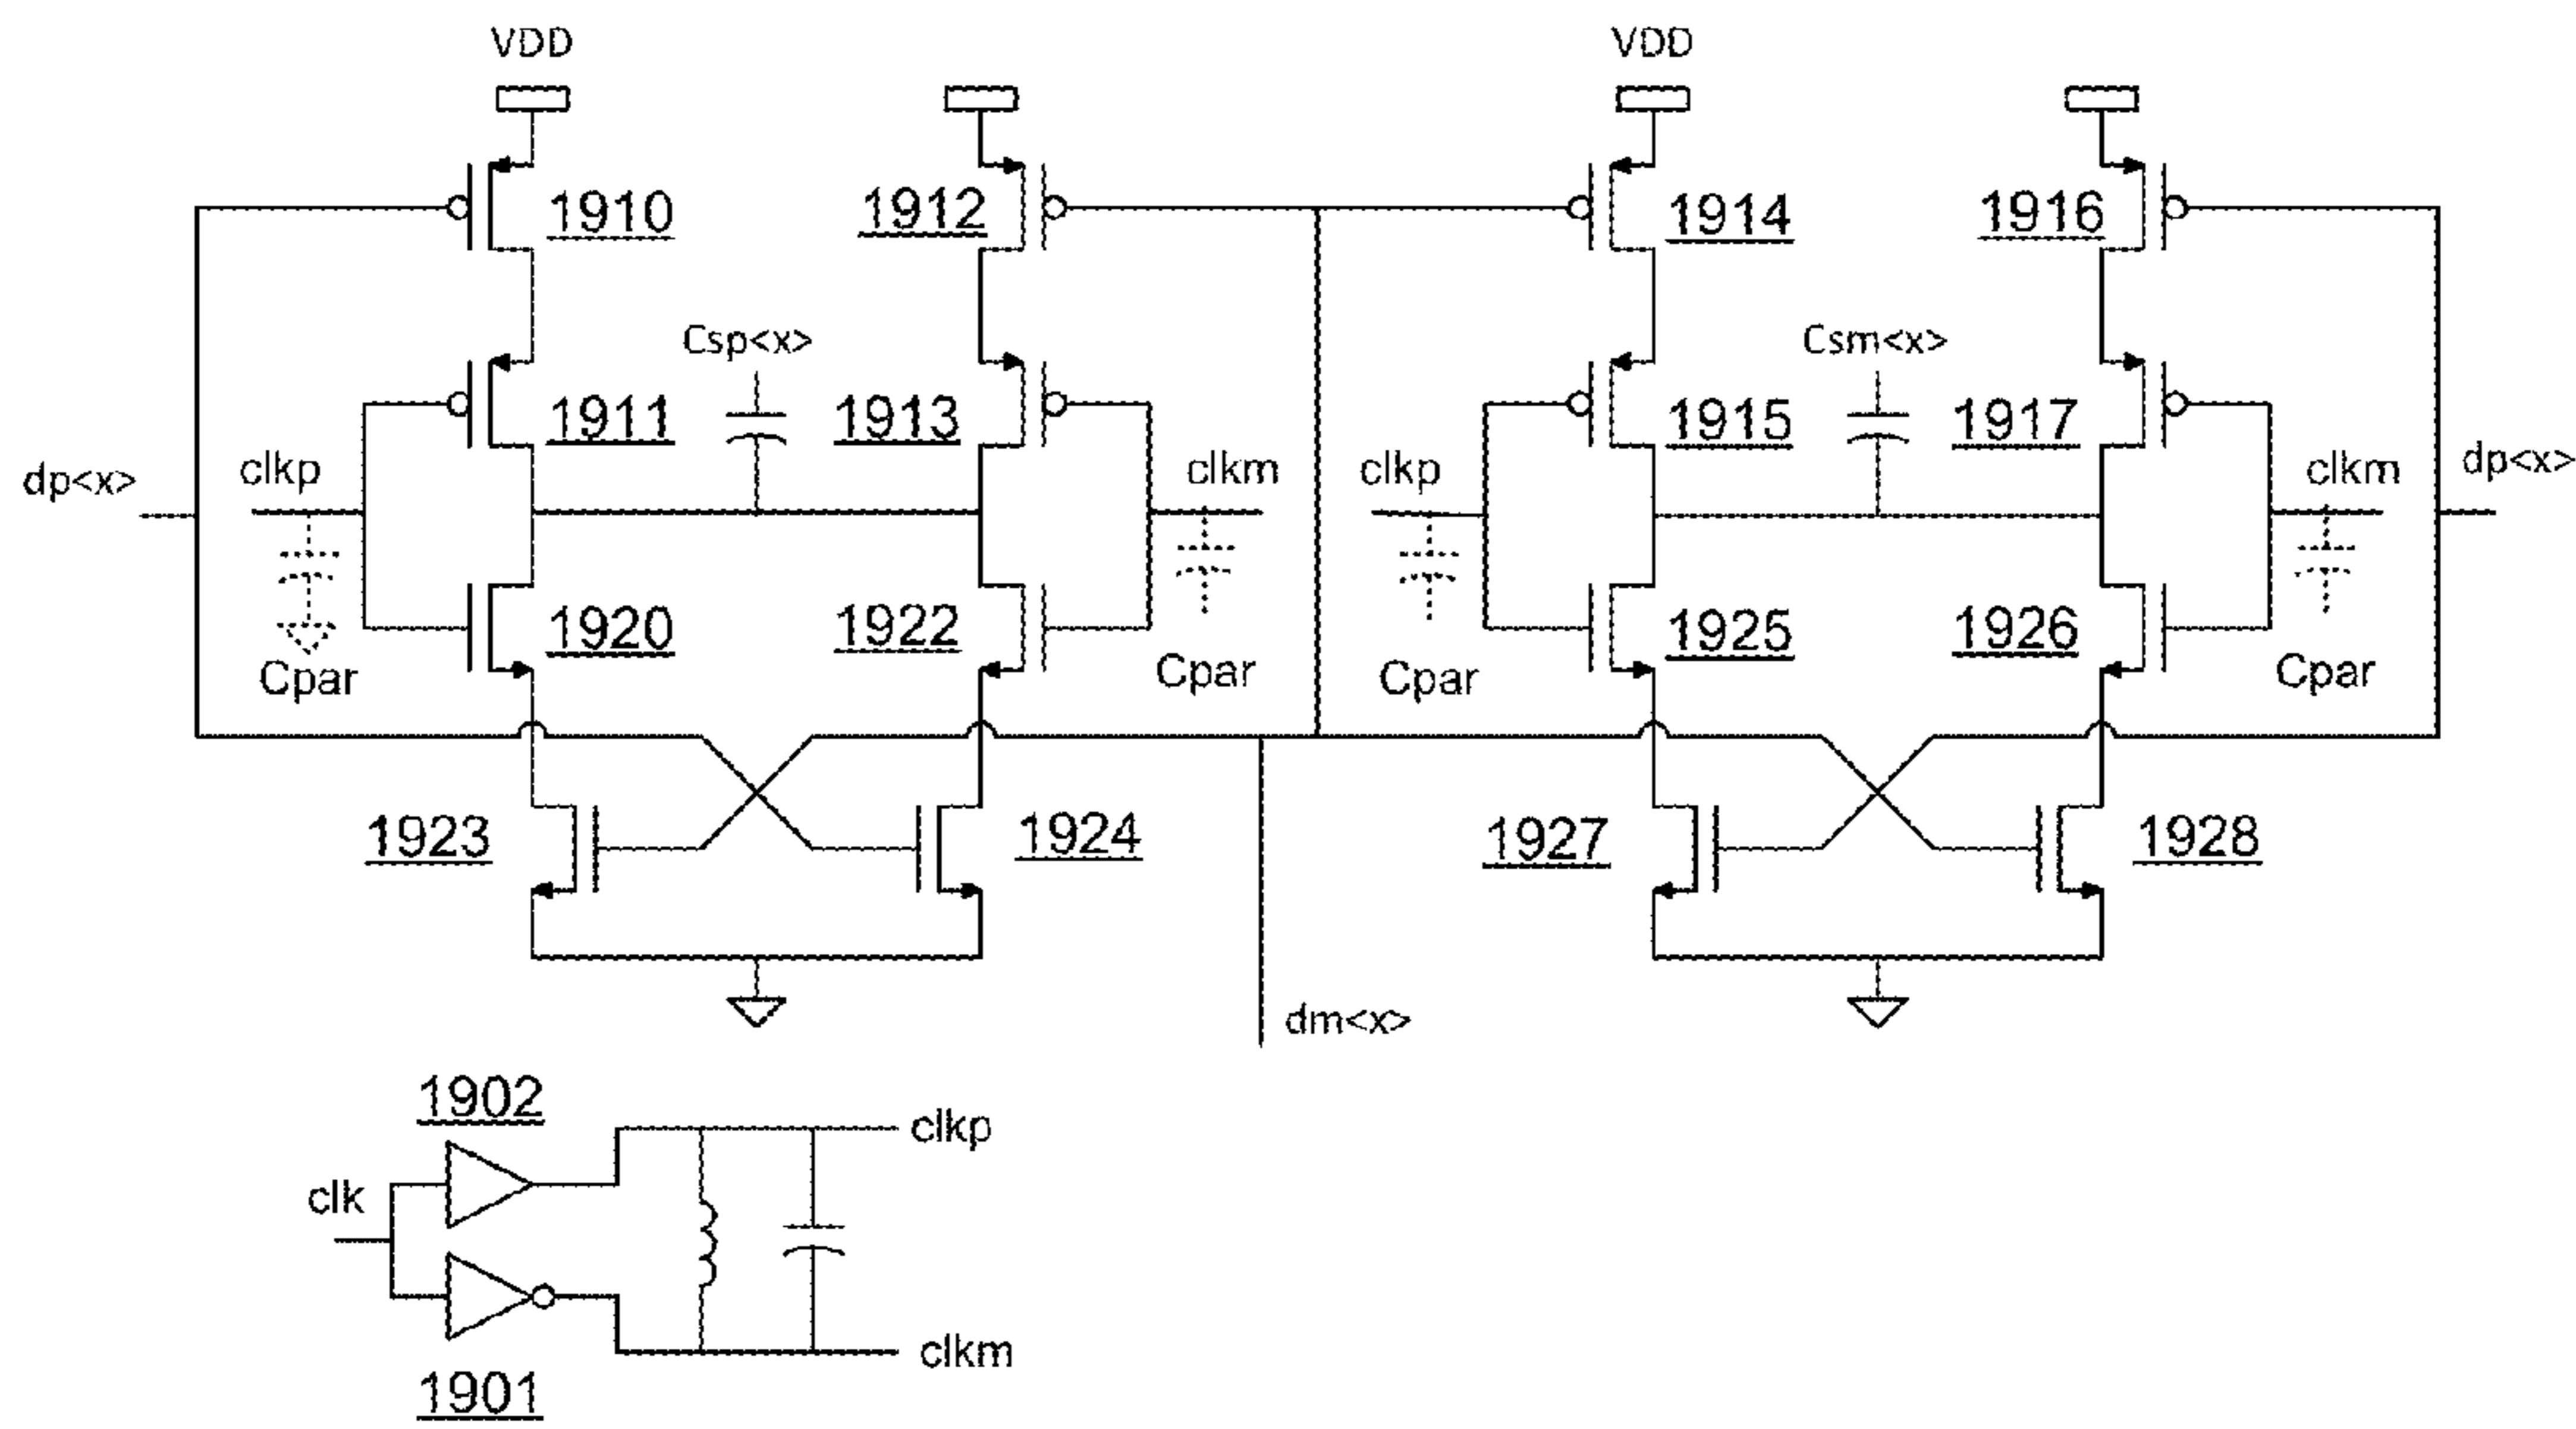 VDD
VDD
1910
1912
1914
1916
Csp<x>
Csm<x>
1911
1913
1915
1917
dp<x>
clkp
clkm
clkp
clkm
dp<x>
1920
1922
1925
1926
Cpar
Cpar
Cpar
Cpar
1923
1924
1927
1928
dm<x>
1902
clkp
clk
clkm
1901